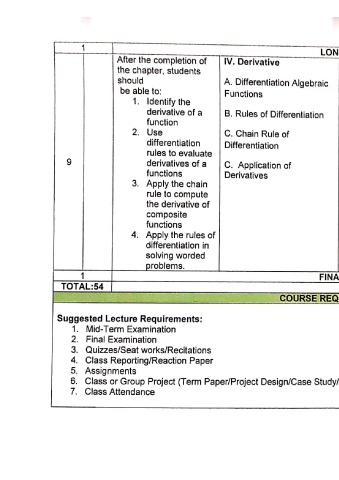 1
LON
After the completion of
the chapter, students
should
be able to:
1. Identify the
derivative of a
function
2. Use
differentiation
rules to evaluate
derivatives of a
functions
3. Apply the chain
rule to compute
the derivative of
composite
functions
4. Apply the rules of
differentiation in
solving worded
problems.
9
IV. Derivative
A. Differentiation Algebraic
Functions
B. Rules of Differentiation
C. Chain Rule of
Differentiation
C. Application of
Derivatives
1
FINA
TOTAL:54
COURSE REQ
Suggested Lecture Requirements:
1. Mid-Term Examination
2. Final Examination
3. Quizzes/Seat works/Recitations
4. Class Reporting/Reaction Paper
5. Assignments
6. Class or Group Project (Term Paper/Project Design/Case Study/
7. Class Attendance